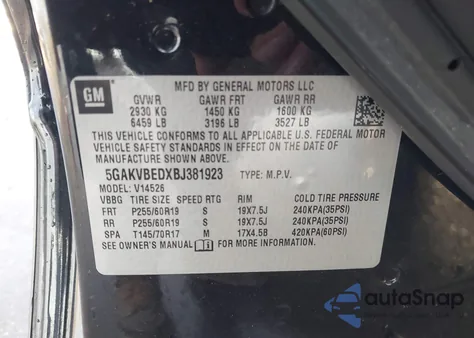 GM
MFD BY GENERAL MOTORS LLC
GVWR GAWR FRT GAWR RR
2930 KG 1450 KG 1600 KG
6459 LB 3196 LB 3527 LB
THIS VEHICLE CONFORMS TO ALL APPLICABLE U.S. FEDERAL MOTOR
VEHICLE SAFETY STANDARDS IN EFFECT ON THE DATE OF
MANUFACTURE SHOWN ABOVE.
5GAKVBEDXBJ381923 TYPE: M.P.V.
MODEL: V14526
VBBG TIRE SIZE SPEED RTG RIM COLD TIRE PRESSURE
FRT P255/60R19 S 19X7.5J 240KPA(35PSI)
RR P255/60R19 S 19X7.5J 240KPA(35PSI)
SPA T145/70R17 M 17X4.5B 420KPA(60PSI)
SEE OWNER'S MANUAL FOR MORE INFORMATION.
autoSnap